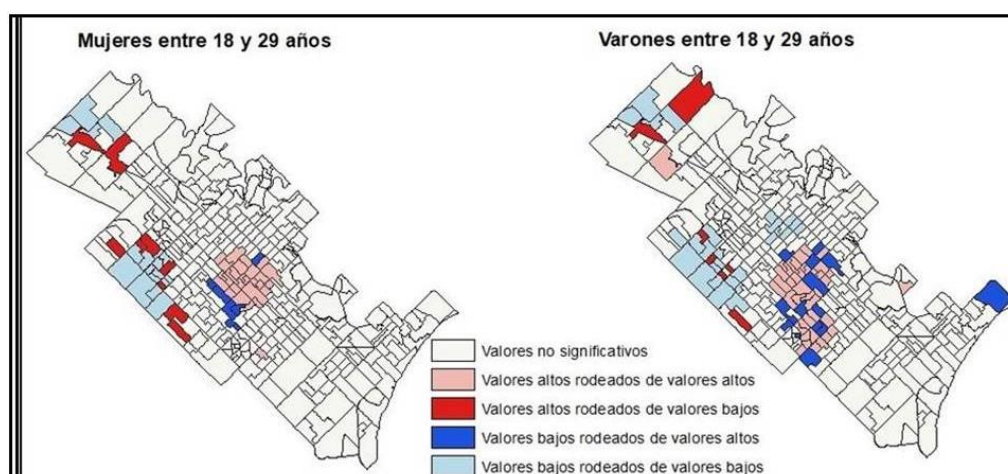 Mujeres entre 18 y 29 años
Varones entre 18 y 29 años
Valores no significativos
Valores altos rodeados de valores altos
Valores altos rodeados de valores bajos
Valores bajos rodeados de valores altos
Valores bajos rodeados de valores bajos